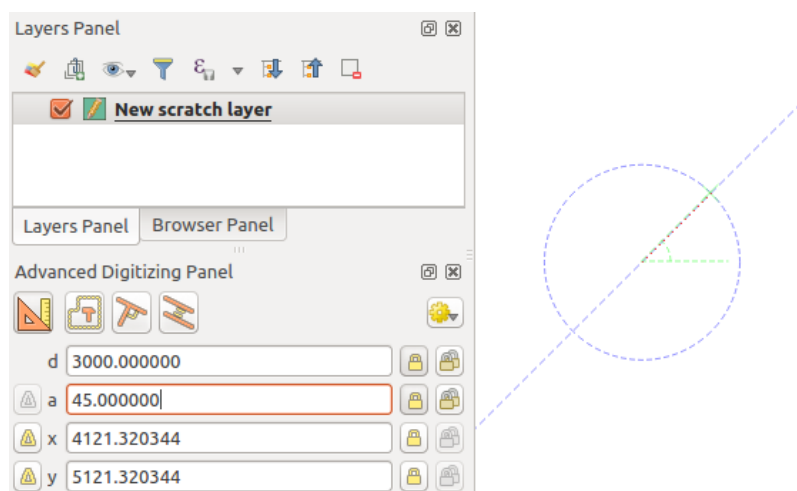 Layers Panel
New scratch layer
Layers Panel Browser Panel
Advanced Digitizing Panel
d 3000.000000
a 45.000000
x 4121.320344
y 5121.320344